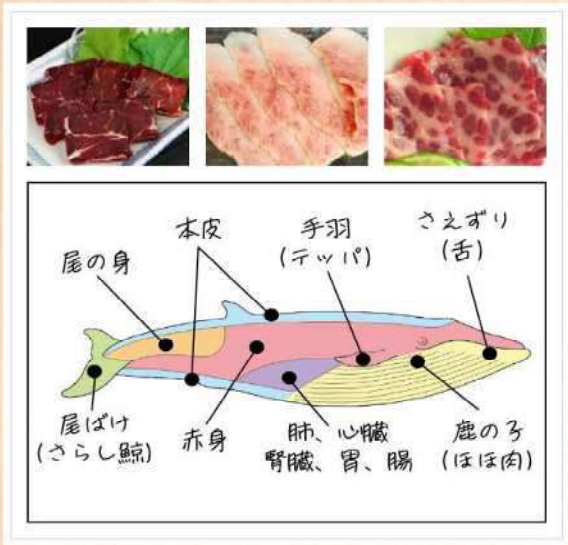 本皮
手羽
(テッパ)
さえずり
(舌)
尾の身
尾ばけ
(さらし鯨)
赤身
肺、心臓
腎臓、胃、腸
鹿の子
(ほほ肉)